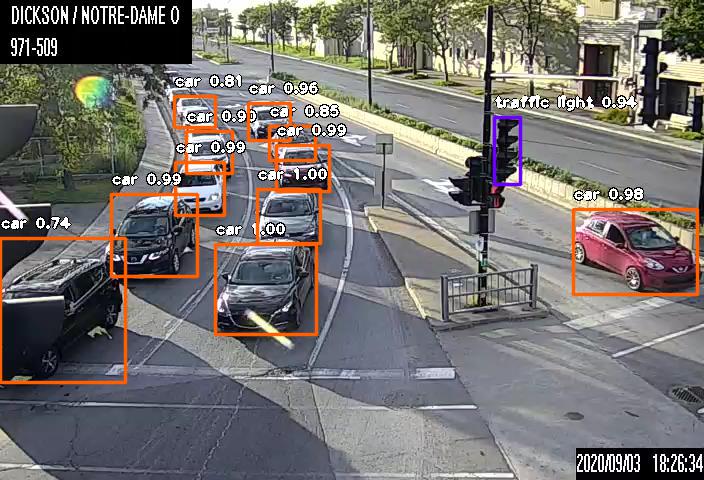 DICKSON / NOTRE-DAME O
971-509
car 0.81
car 0.96
car 0.90
car 0.85
traffic light 0.94
car 0.99
car 0.99
car 0.99
car 1.00
car 0.98
car 0.74
car 1.00
2020/09/03 18:26:34